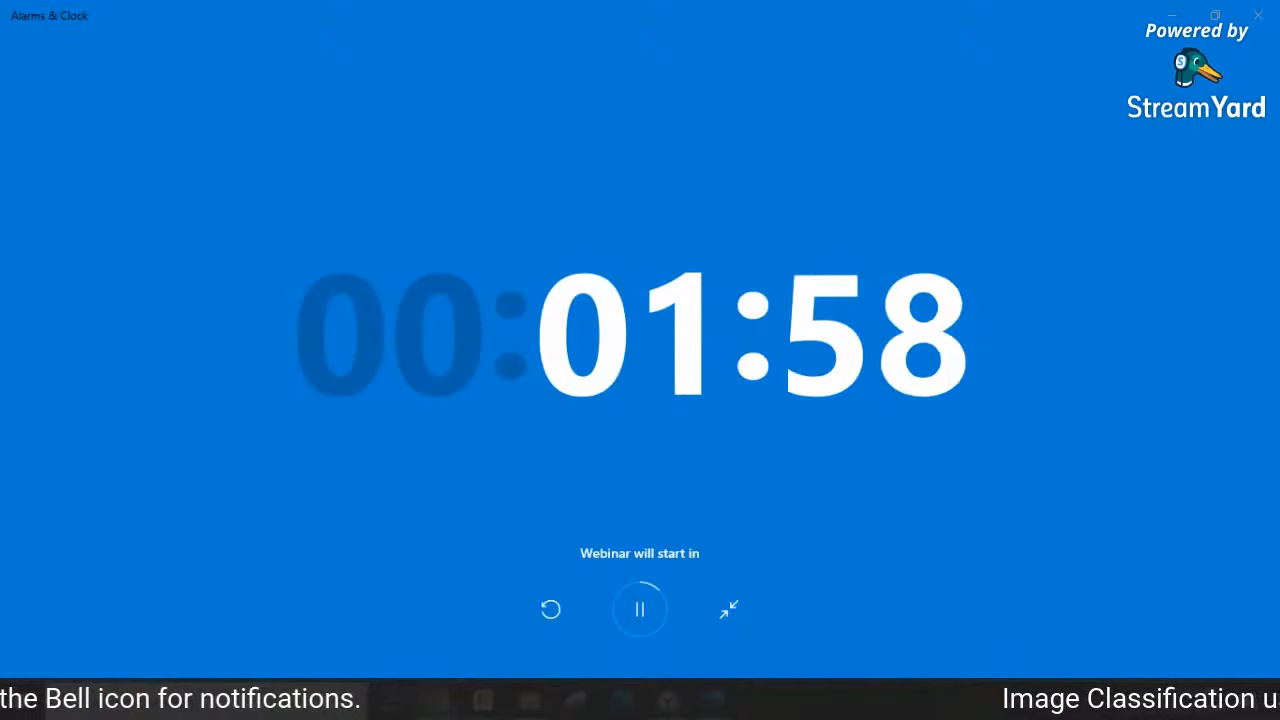 Alarms & Clock
Powered by
StreamYard
00:01:58
Webinar will start in
the Bell icon for notifications.
Image Classification u